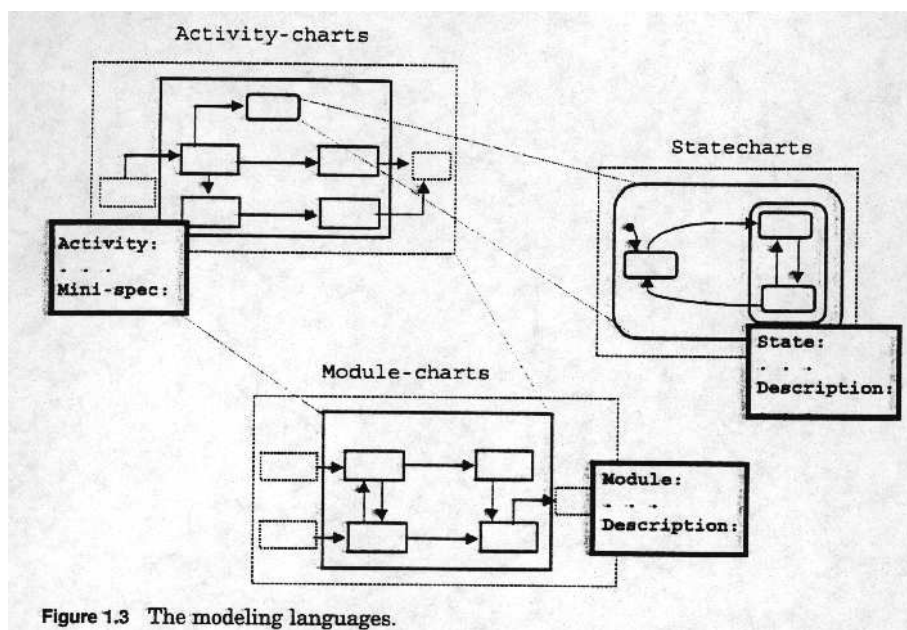 Activity-charts
Statecharts
Activity:
- - -
Mini-spec:
State:
- - -
Description:
Module-charts
Module:
- - -
Description:
Figure 1.3 The modeling languages.